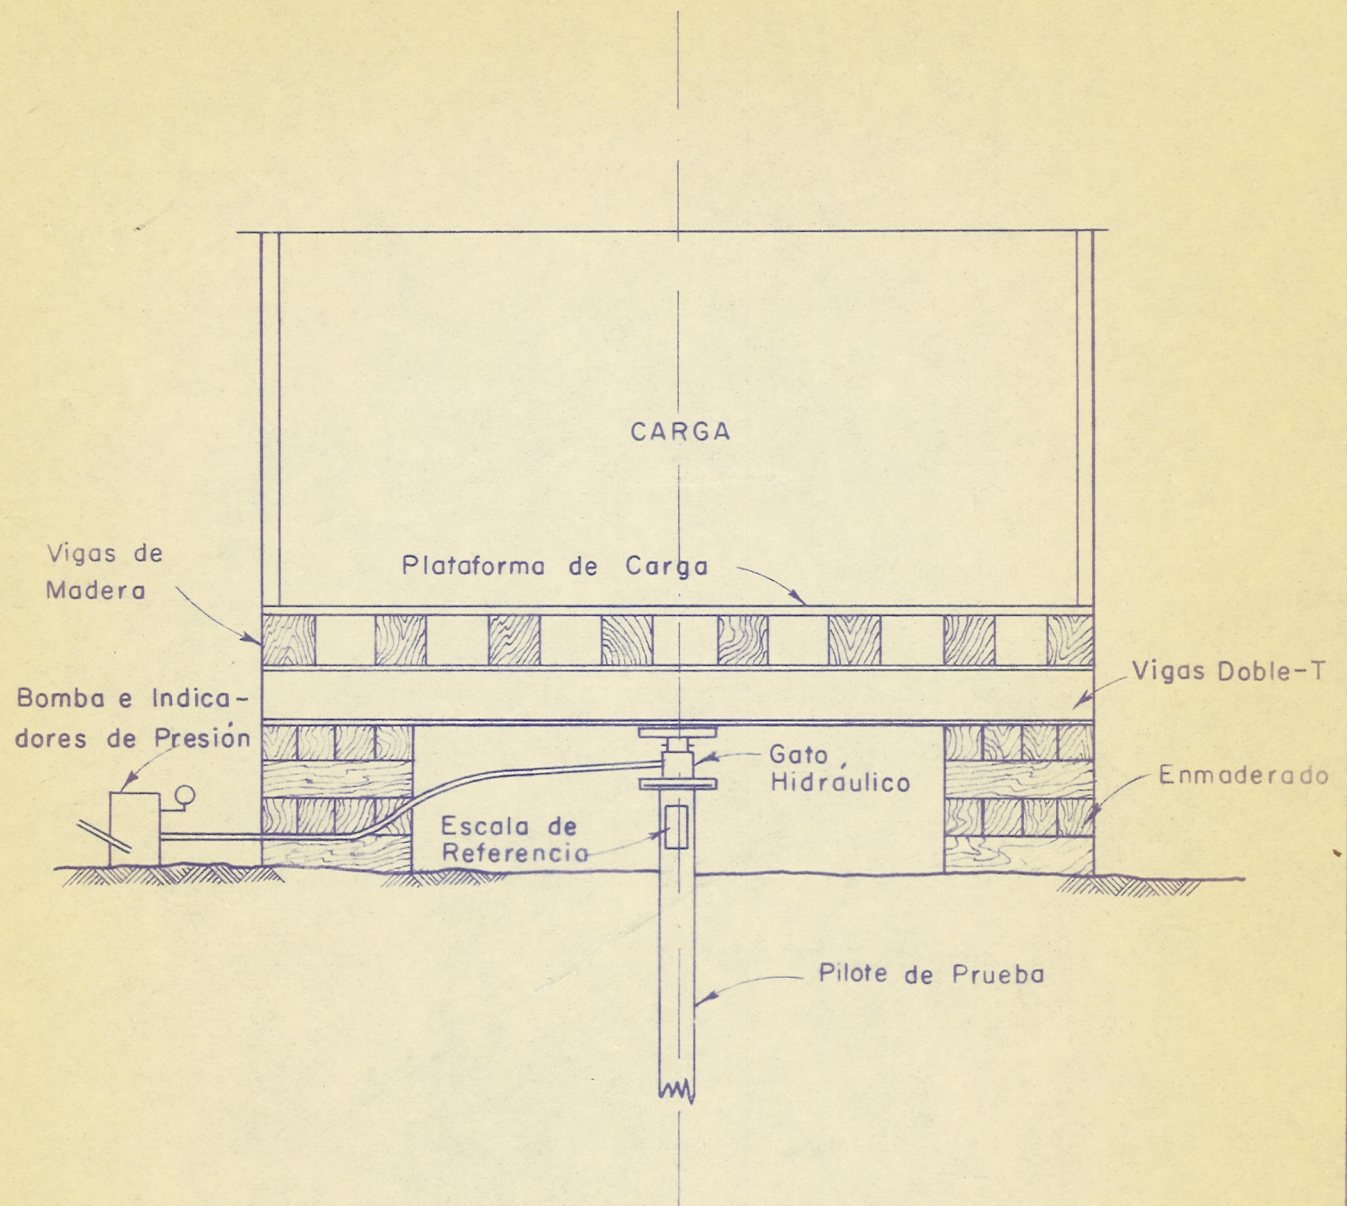 CARGA
Plataforma de Carga
Vigas de
Madera
Vigas Doble-T
Bomba e Indica-
dores de Presión
Gato
Hidráulico
Enmaderado
Escala de
Referencia
Pilote de Prueba